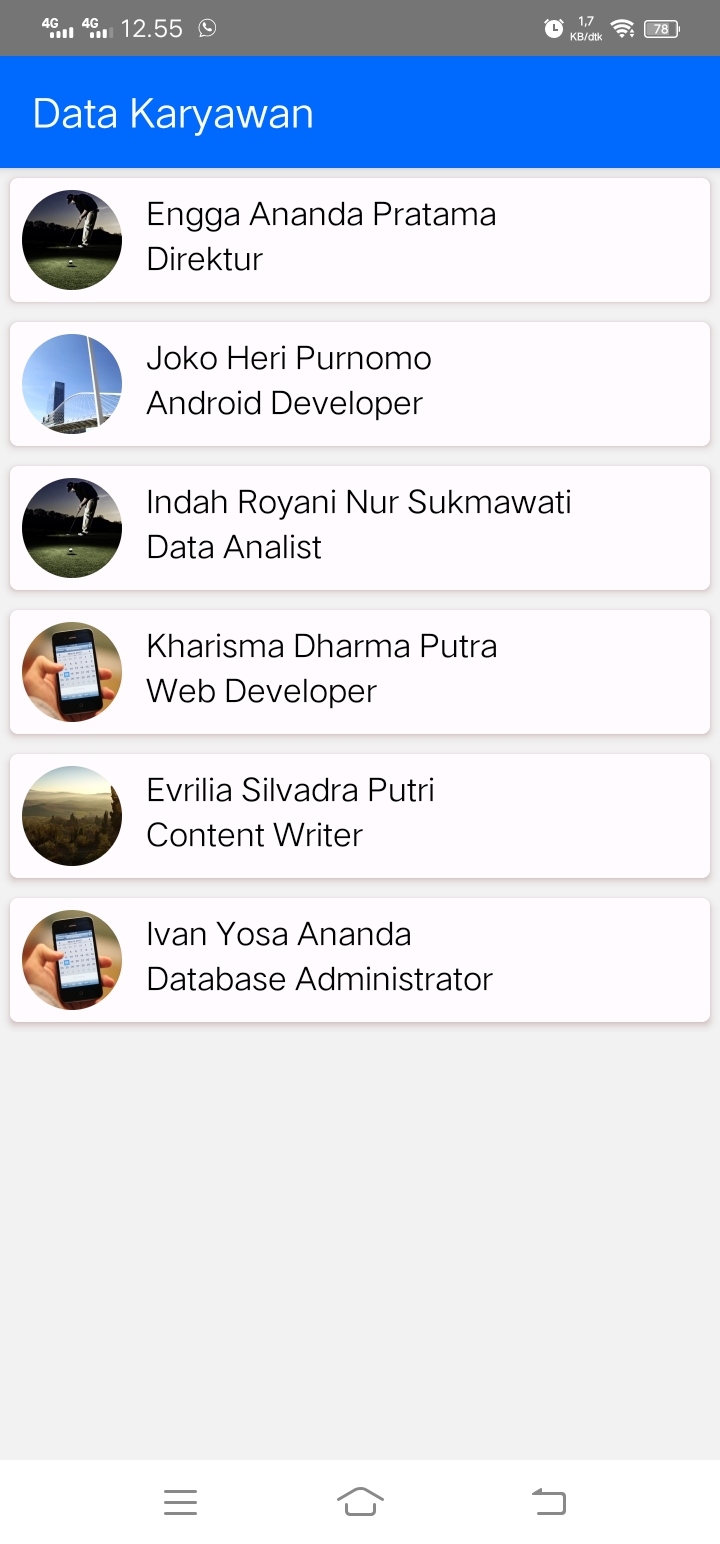 4G 4G 12.55 1,7 KB/dtk 78
Data Karyawan
Engga Ananda Pratama
Direktur
Joko Heri Purnomo
Android Developer
Indah Royani Nur Sukmawati
Data Analist
Kharisma Dharma Putra
Web Developer
Evrilia Silvadra Putri
Content Writer
Ivan Yosa Ananda
Database Administrator